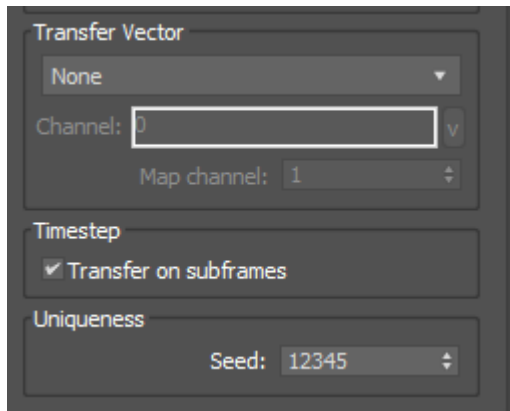 Transfer Vector
None
Channel: 0 v
Map channel: 1
Timestep
Transfer on subframes
Uniqueness
Seed: 12345